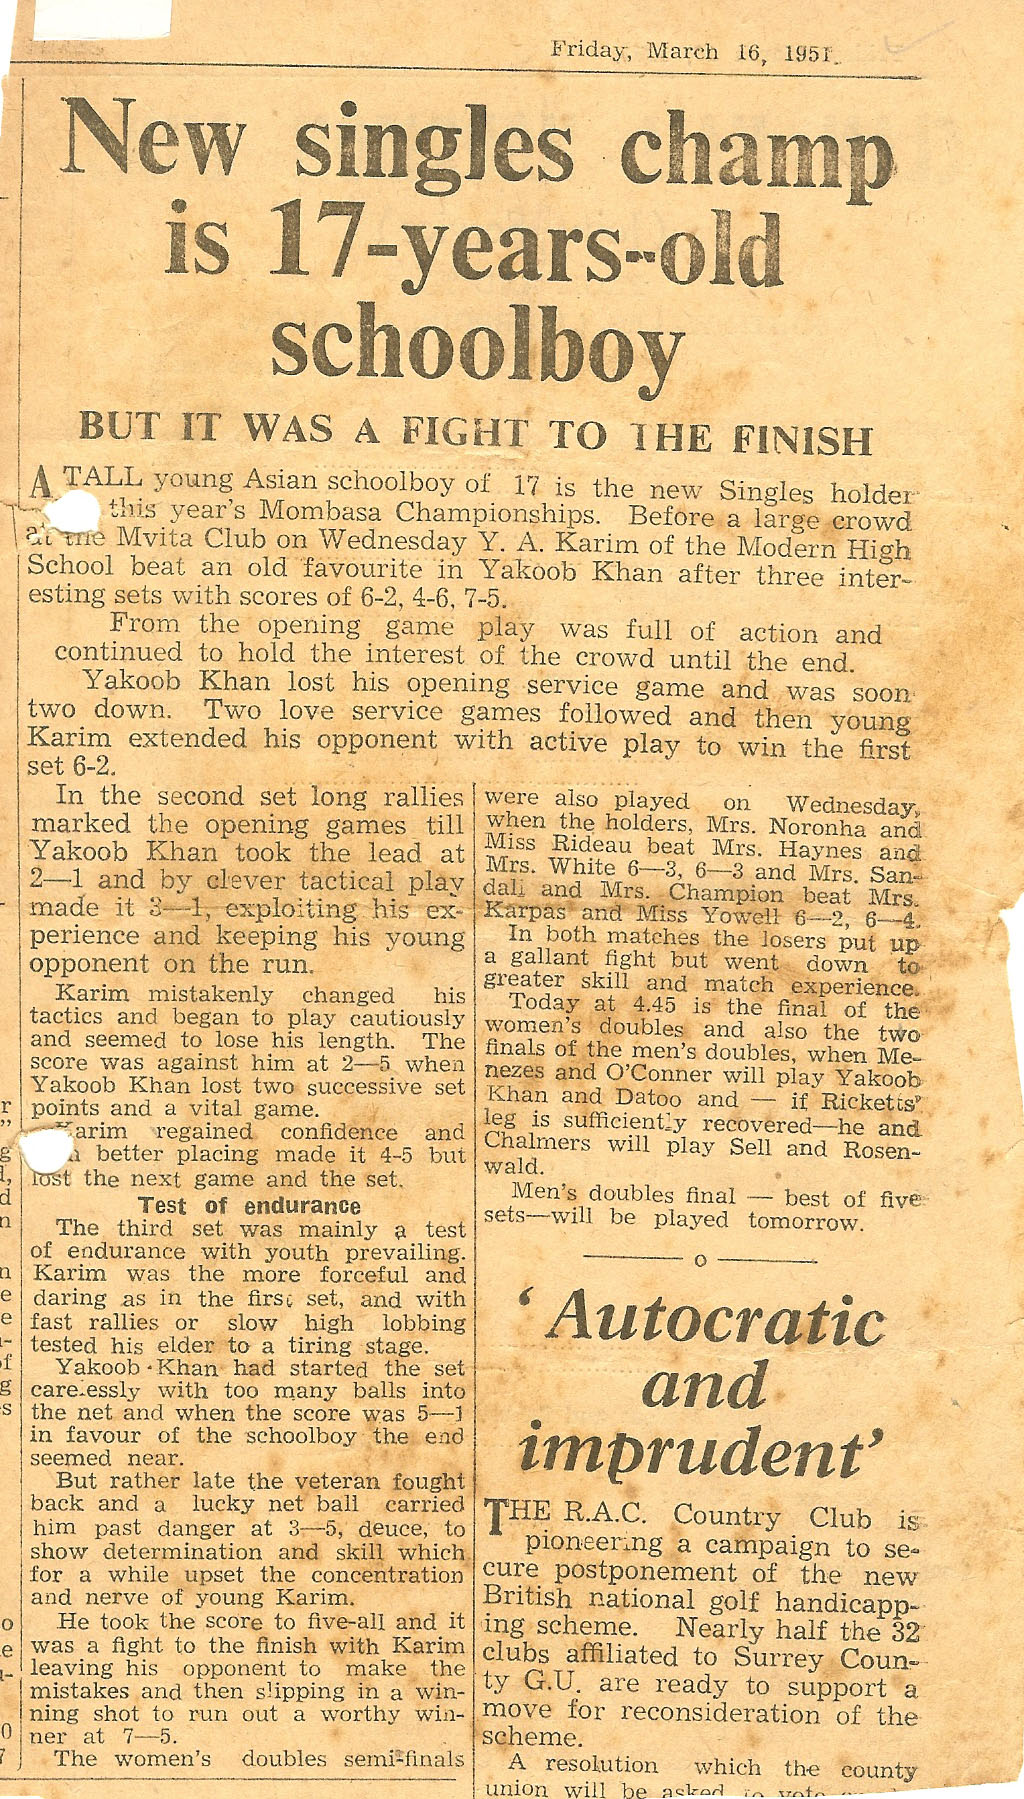 Friday, March 16, 1951.
New singles champ
is 17-years-old
schoolboy
BUT IT WAS A FIGHT TO THE FINISH
A TALL young Asian schoolboy of 17 is the new Singles holder
this year's Mombasa Championships. Before a large crowd
at the Mvita Club on Wednesday Y. A. Karim of the Modern High
School beat an old favourite in Yakoob Khan after three inter-
esting sets with scores of 6-2, 4-6, 7-5.
From the opening game play was full of action and
continued to hold the interest of the crowd until the end.
Yakoob Khan lost his opening service game and was soon
two down. Two love service games followed and then young
Karim extended his opponent with active play to win the first
set 6-2.
In the second set long rallies
marked the opening games till
Yakoob Khan took the lead at
2—1 and by clever tactical play
made it 3—1, exploiting his ex-
perience and keeping his young
opponent on the run.
Karim mistakenly changed his
tactics and began to play cautiously
and seemed to lose his length. The
score was against him at 2—5 when
Yakoob Khan lost two successive set
points and a vital game.
Karim regained confidence and
better placing made it 4-5 but
lost the next game and the set.
Test of endurance
The third set was mainly a test
of endurance with youth prevailing.
Karim was the more forceful and
daring as in the first set, and with
fast rallies or slow high lobbing
tested his elder to a tiring stage.
Yakoob Khan had started the set
carelessly with too many balls into
the net and when the score was 5—1
in favour of the schoolboy the end
seemed near.
But rather late the veteran fought
back and a lucky net ball carried
him past danger at 3—5, deuce, to
show determination and skill which
for a while upset the concentration
and nerve of young Karim.
He took the score to five-all and it
was a fight to the finish with Karim
leaving his opponent to make the
mistakes and then slipping in a win-
ning shot to run out a worthy win-
ner at 7—5.
The women's doubles semi-finals
were also played on Wednesday,
when the holders, Mrs. Noronha and
Miss Rideau beat Mrs. Haynes and
Mrs. White 6—3, 6—3 and Mrs. San-
dall and Mrs. Champion beat Mrs.
Karpas and Miss Yowell 6—2, 6—4.
In both matches the losers put up
a gallant fight but went down to
greater skill and match experience.
Today at 4.45 is the final of the
women's doubles and also the two
finals of the men's doubles, when Me-
nezes and O'Conner will play Yakoob
Khan and Datoo and — if Ricketts'
leg is sufficiently recovered—he and
Chalmers will play Sell and Rosen-
wald.
Men's doubles final — best of five
sets—will be played tomorrow.
'Autocratic
and
imprudent'
THE R.A.C. Country Club is
pioneering a campaign to se-
cure postponement of the new
British national golf handicapp-
ing scheme. Nearly half the 32
clubs affiliated to Surrey Coun-
ty G.U. are ready to support a
move for reconsideration of the
scheme.
A resolution which the county
union will be asked to vote